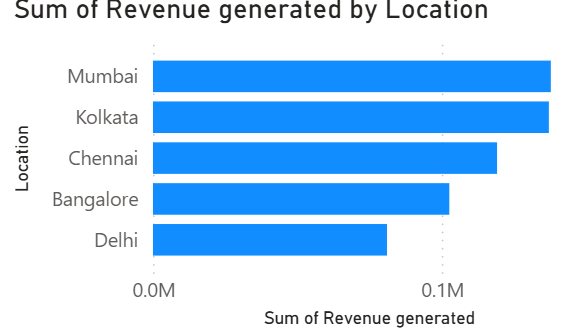 Sum of Revenue generated by Location
Location
Mumbai
Kolkata
Chennai
Bangalore
Delhi
0.0M 0.1M
Sum of Revenue generated